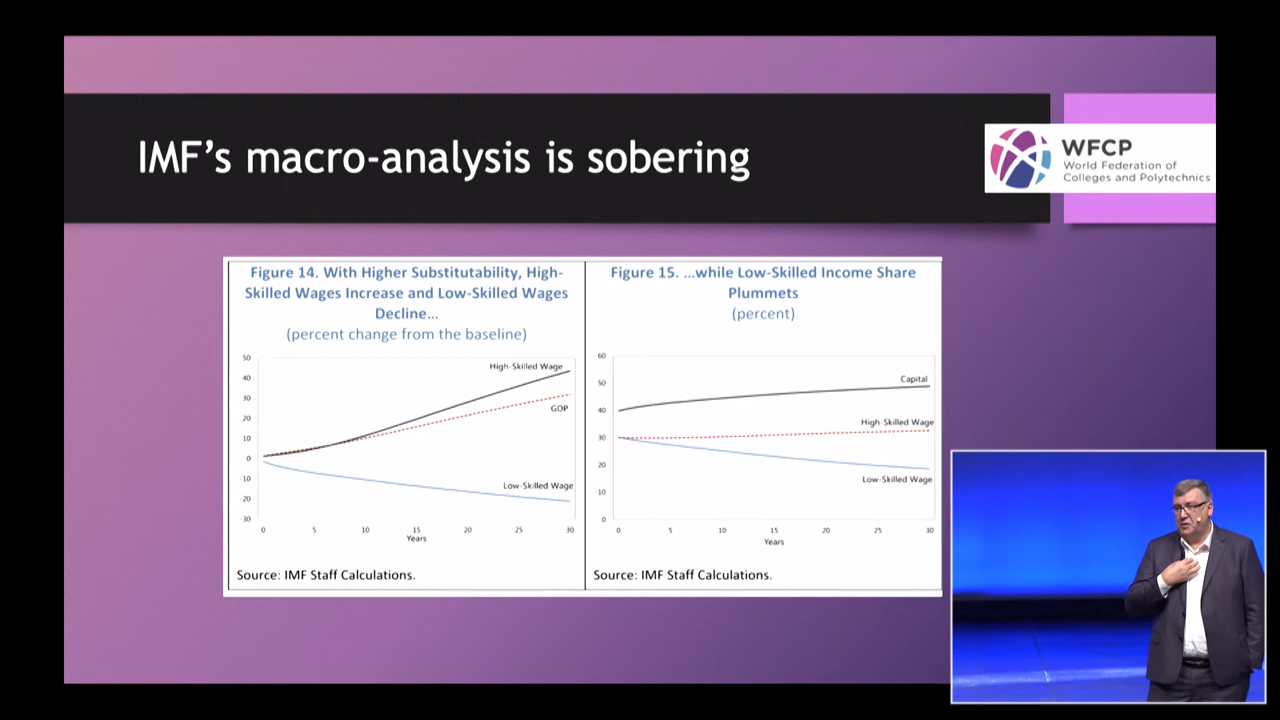 IMF's macro-analysis is sobering
WFCP
World Federation of
Colleges and Polytechnics
Figure 14. With Higher Substitutability, High-
Skilled Wages Increase and Low-Skilled Wages
Decline...
(percent change from the baseline)
50
40
30
20
10
0
-10
-20
-30
High-Skilled Wage
GDP
Low-Skilled Wage
0 5 10 15 20 25 30
Years
Source: IMF Staff Calculations.
Figure 15. ...while Low-Skilled Income Share
Plummets
(percent)
60
50
40
30
20
10
0
Capital
High-Skilled Wage
Low-Skilled Wage
0 5 10 15 20 25 30
Years
Source: IMF Staff Calculations.